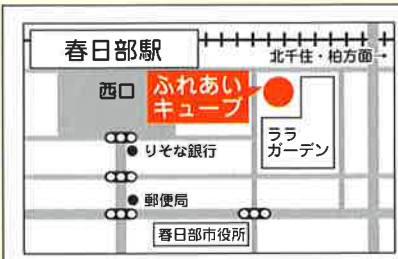 春日部駅
北千住・柏方面→
西口
ふれあい
キューブ
ララ
ガーデン
りそな銀行
郵便局
春日部市役所